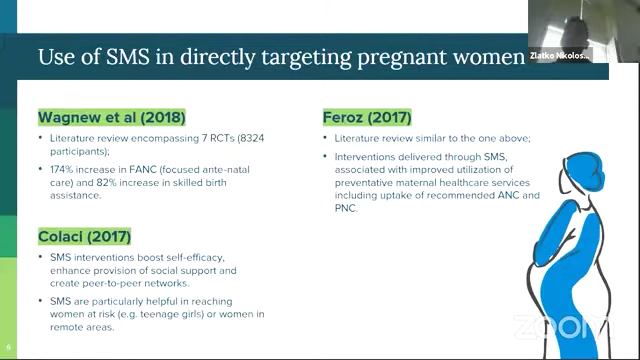 Use of SMS in directly targeting pregnant women
Zlatko Nikolos...
Wagnew et al (2018)
• Literature review encompassing 7 RCTs (8324
participants);
• 174% increase in FANC (focused ante-natal
care) and 82% increase in skilled birth
assistance.
Colaci (2017)
• SMS interventions boost self-efficacy,
enhance provision of social support and
create peer-to-peer networks.
• SMS are particularly helpful in reaching
women at risk (e.g. teenage girls) or women in
remote areas.
Feroz (2017)
• Literature review similar to the one above;
• Interventions delivered through SMS,
associated with improved utilization of
preventative maternal healthcare services
including uptake of recommended ANC and
PNC.
6
zoom